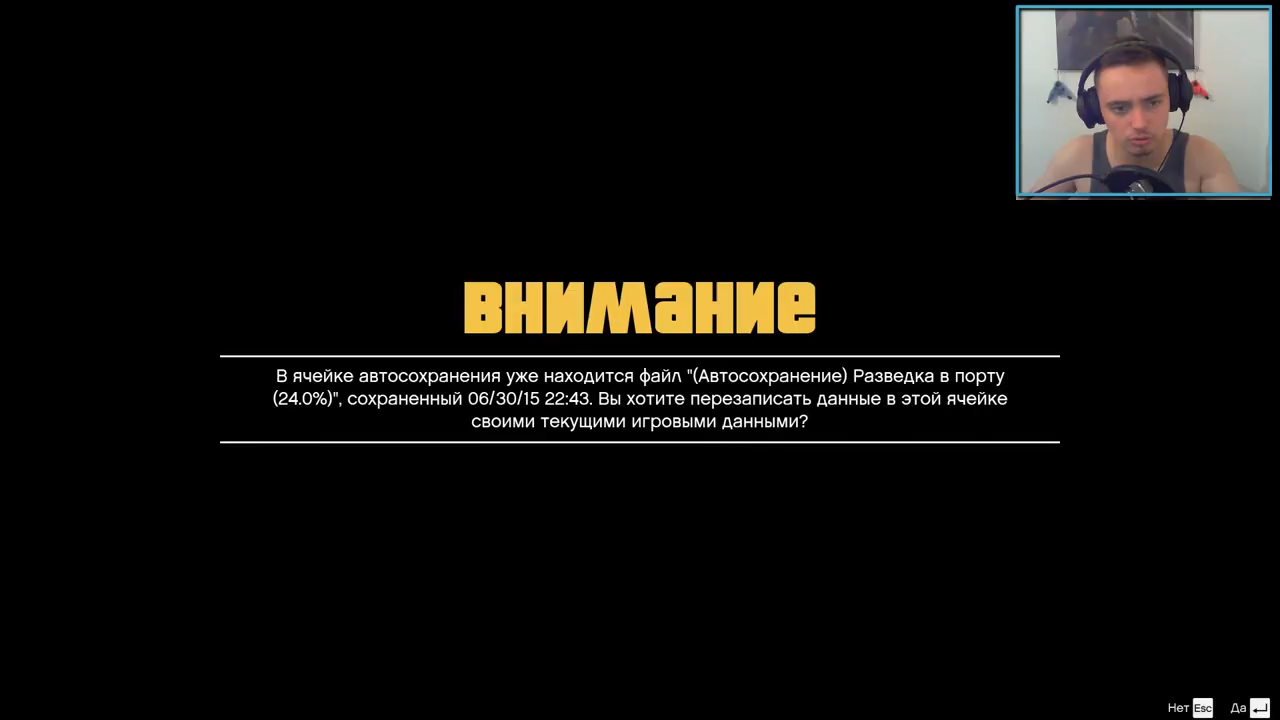 внимание
В ячейке автосохранения уже находится файл "(Автосохранение) Разведка в порту
(24.0%)", сохраненный 06/30/15 22:43. Вы хотите перезаписать данные в этой ячейке
своими текущими игровыми данными?
Нет Esc Да